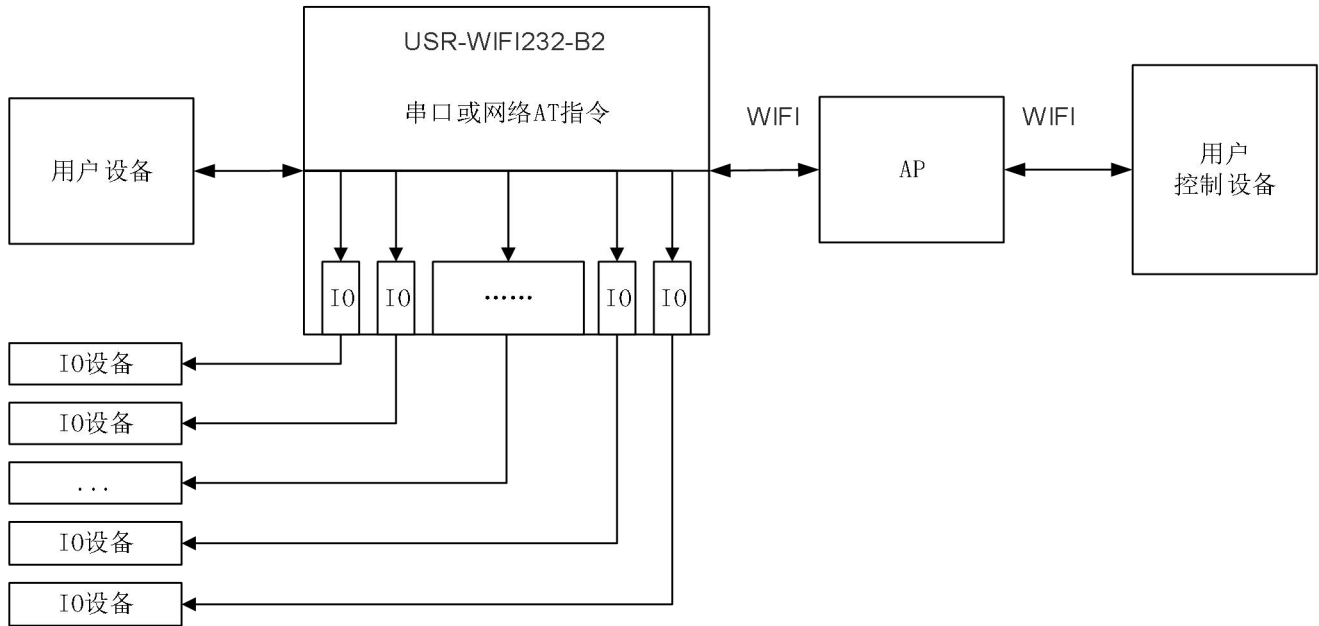 USR-WIFI232-B2
串口或网络AT指令
用户设备
WIFI
AP
WIFI
用户
控制设备
IO
IO
……
IO
IO
IO设备
IO设备
...
IO设备
IO设备